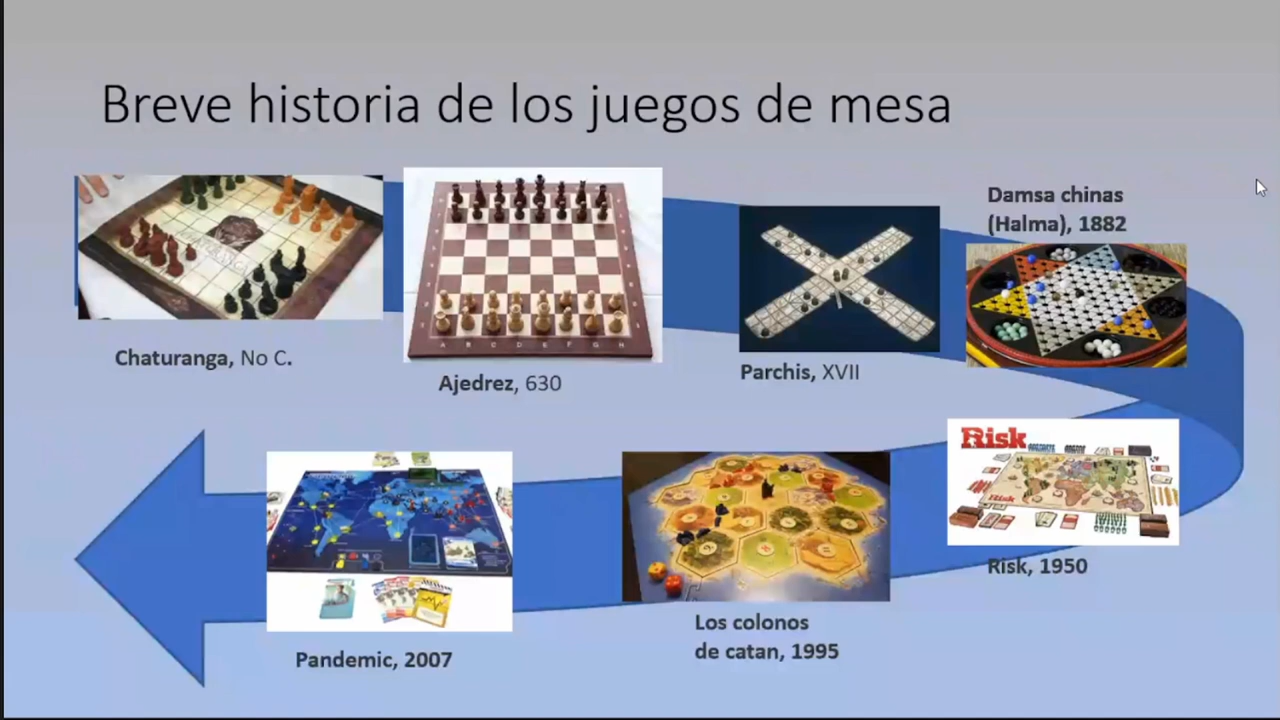 Breve historia de los juegos de mesa
Chaturanga, No C.
Ajedrez, 630
Parchis, XVII
Damsa chinas
(Halma), 1882
Risk
Risk
Risk, 1950
Los colonos
de catan, 1995
Pandemic, 2007